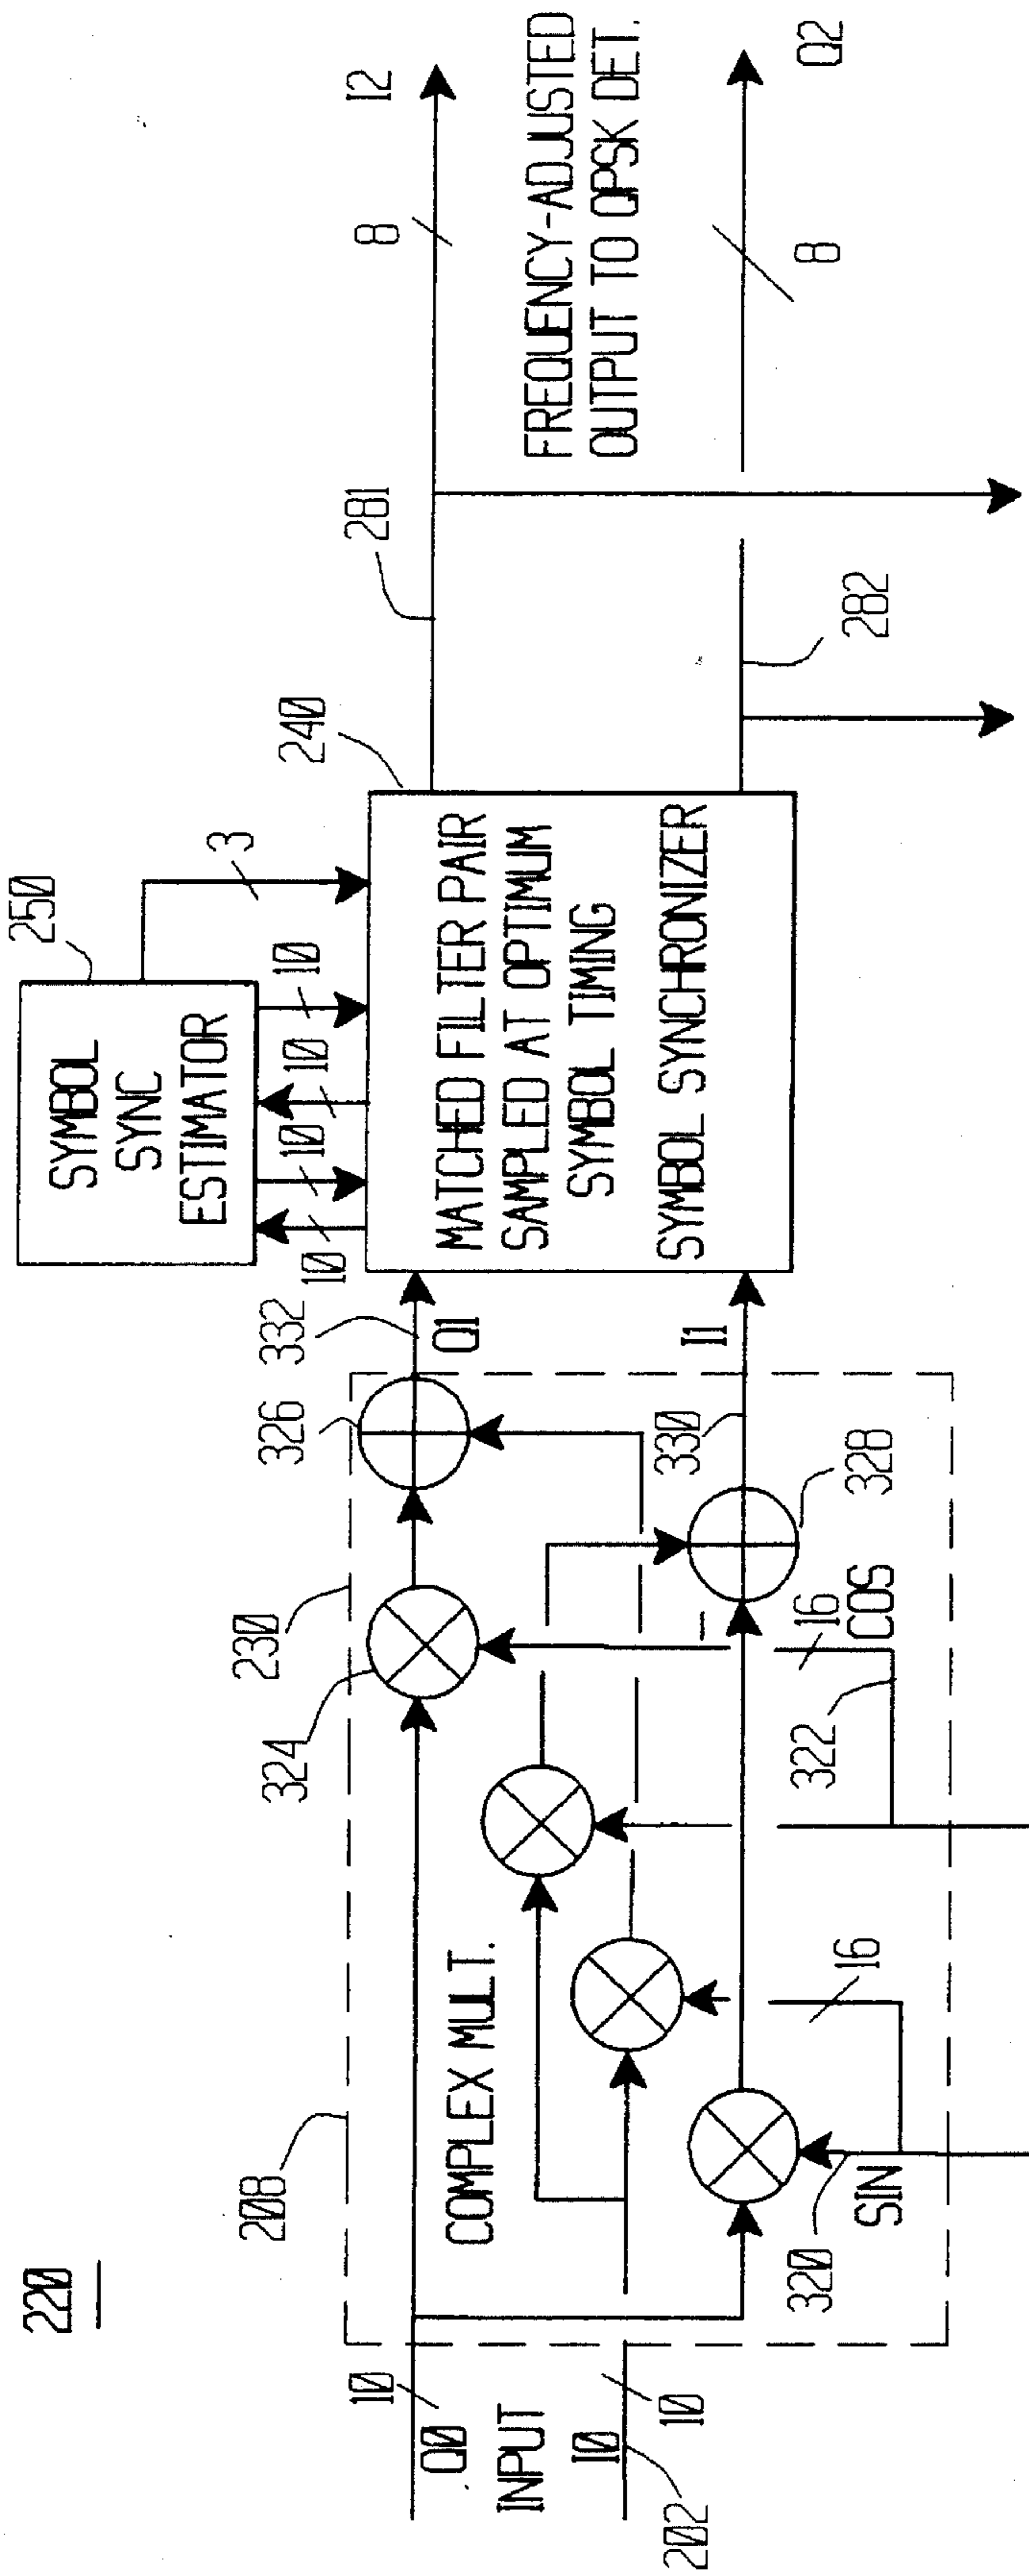 220
208
230
324
326
332
250
SYMBOL
SYNC
ESTIMATOR
3
10
10
10
10
240
281
8
I2
10
Q0
INPUT
I0
10
202
COMPLEX MULT.
Q1
I1
330
328
MATCHED FILTER PAIR
SAMPLED AT OPTIMUM
SYMBOL TIMING
SYMBOL SYNCHRONIZER
FREQUENCY-ADJUSTED
OUTPUT TO QPSK DET.
282
8
Q2
16
16
COS
322
SIN
320